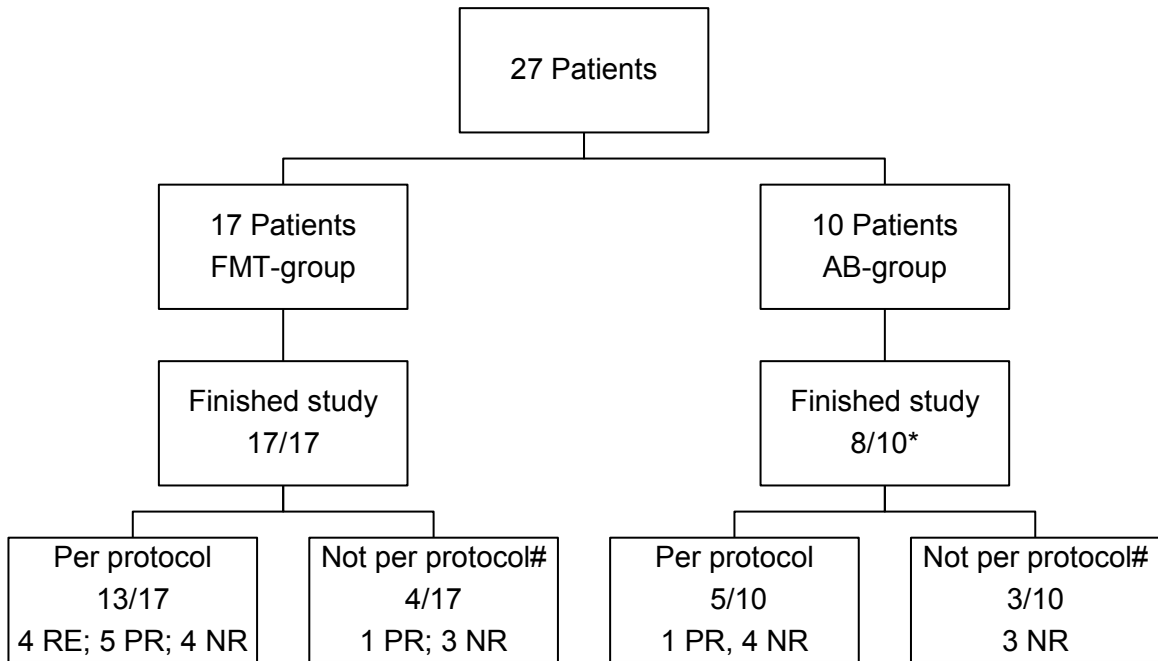 27 Patients
17 Patients
FMT-group
10 Patients
AB-group
Finished study
17/17
Finished study
8/10*
Per protocol
13/17
4 RE; 5 PR; 4 NR
Not per protocol#
4/17
1 PR; 3 NR
Per protocol
5/10
1 PR, 4 NR
Not per protocol#
3/10
3 NR